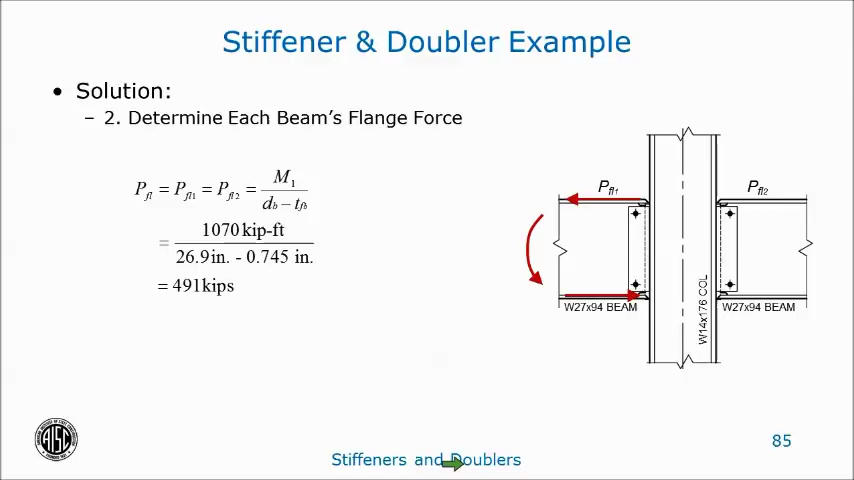 Stiffener & Doubler Example
• Solution:
– 2. Determine Each Beam's Flange Force
P_fl = P_fl1 = P_fl2 = M_1 / (d_b – t_fb)
= 1070 kip-ft / (26.9 in. - 0.745 in.)
= 491 kips
P_fl1
P_fl2
W27x94 BEAM
W14x176 COL
W27x94 BEAM
AISC
85
Stiffeners and Doublers